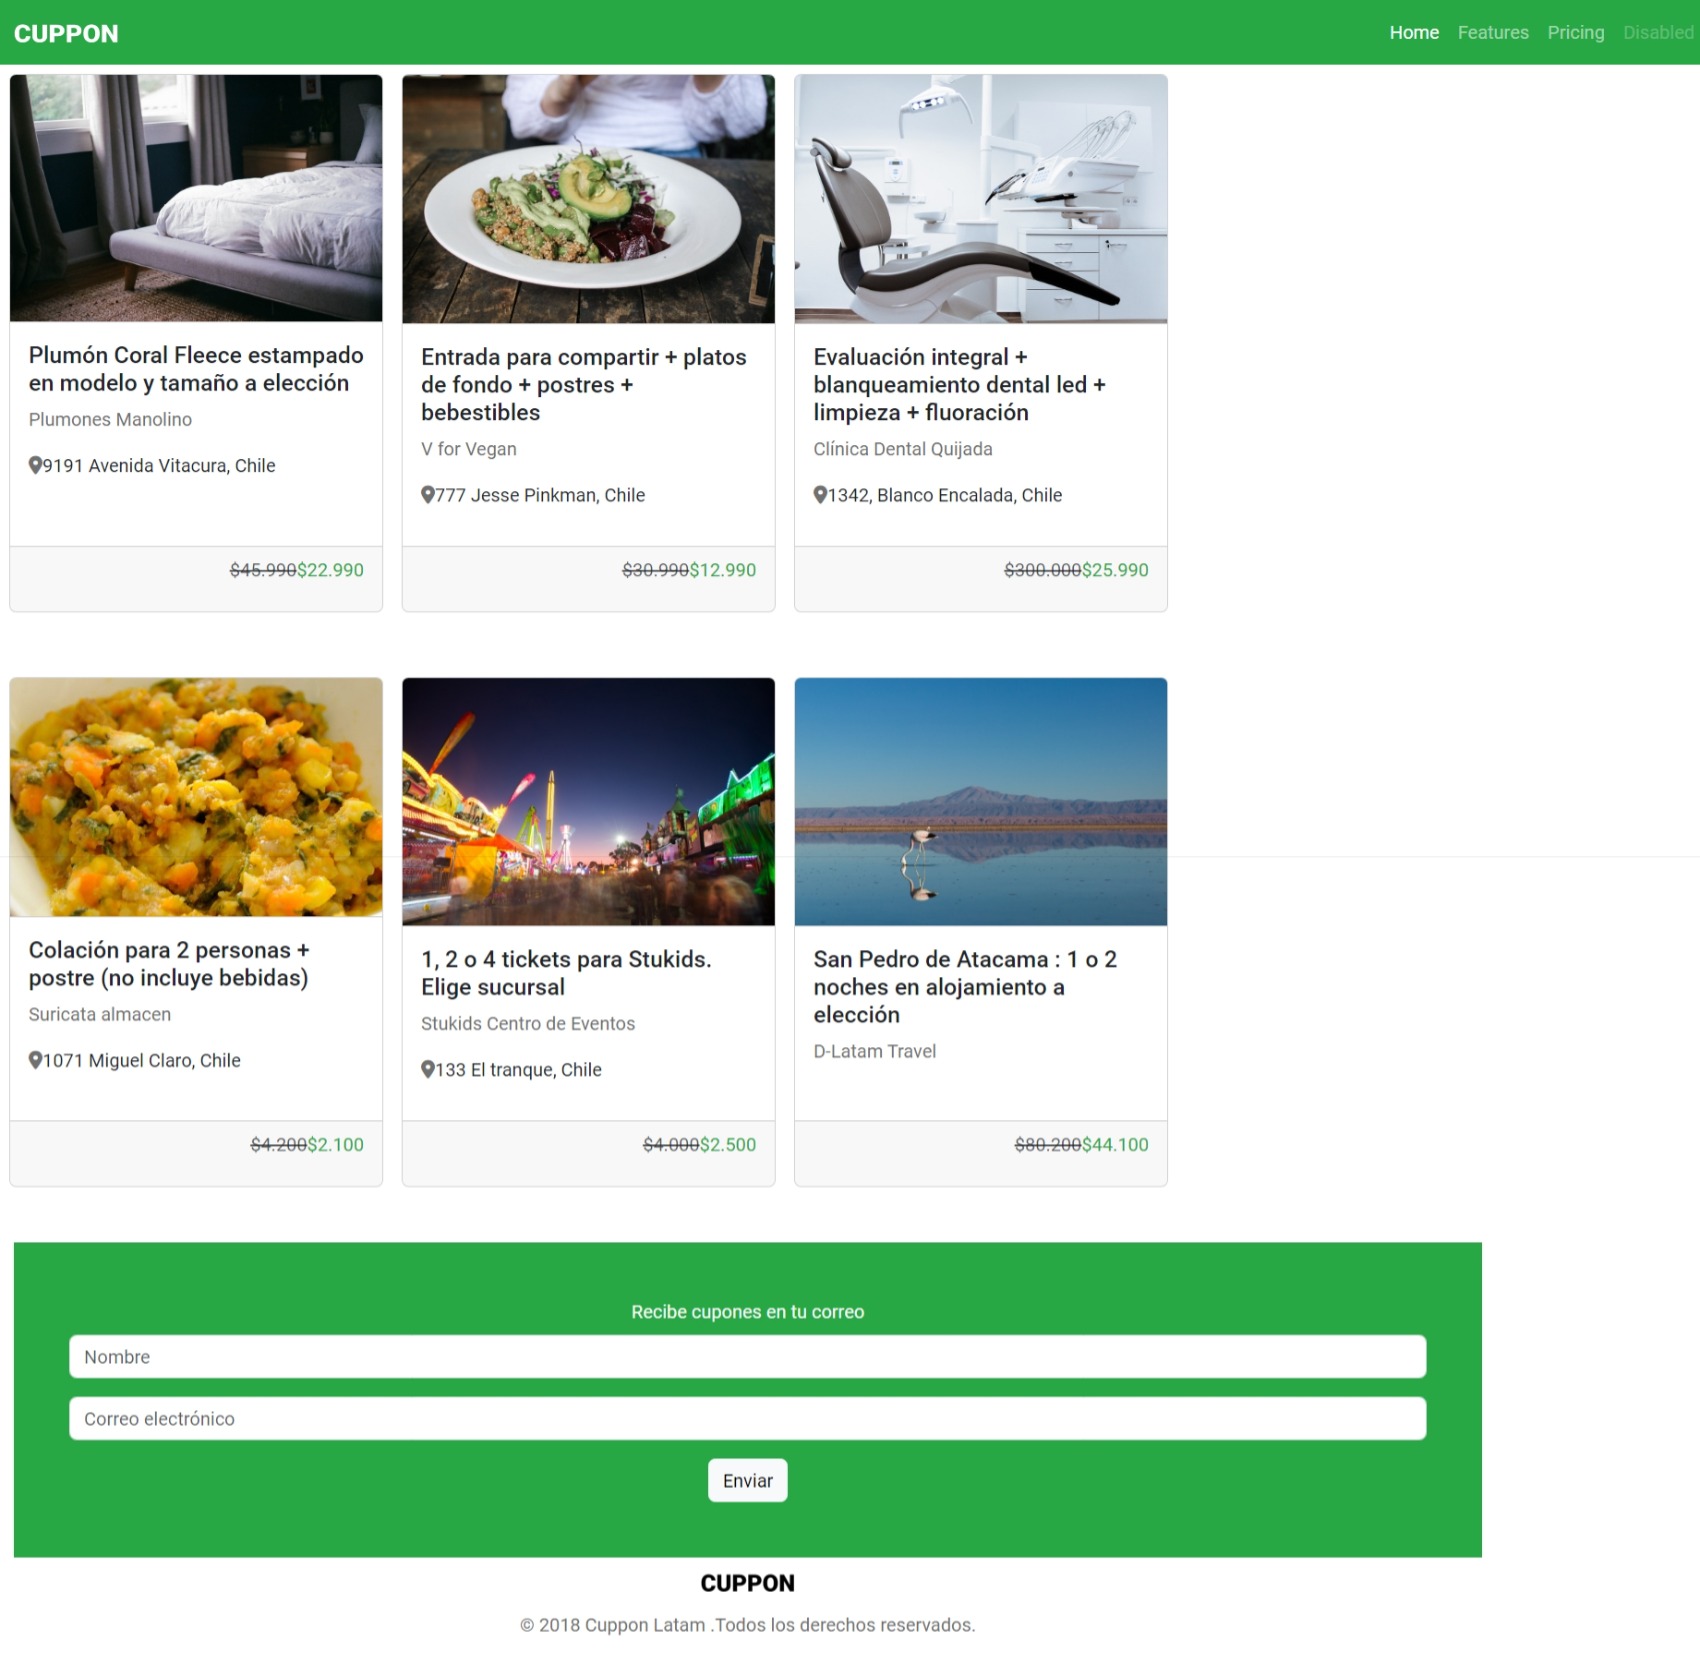 CUPPON
Home Features Pricing Disabled
Plumón Coral Fleece estampado
en modelo y tamaño a elección
Plumones Manolino
9191 Avenida Vitacura, Chile
$45.990$22.990
Entrada para compartir + platos
de fondo + postres +
bebestibles
V for Vegan
777 Jesse Pinkman, Chile
$30.990$12.990
Evaluación integral +
blanqueamiento dental led +
limpieza + fluoración
Clínica Dental Quijada
1342, Blanco Encalada, Chile
$300.000$25.990
Colación para 2 personas +
postre (no incluye bebidas)
Suricata almacen
1071 Miguel Claro, Chile
$4.200$2.100
1, 2 o 4 tickets para Stukids.
Elige sucursal
Stukids Centro de Eventos
133 El tranque, Chile
$4.000$2.500
San Pedro de Atacama : 1 o 2
noches en alojamiento a
elección
D-Latam Travel
$80.200$44.100
Recibe cupones en tu correo
Nombre
Correo electrónico
Enviar
CUPPON
© 2018 Cuppon Latam .Todos los derechos reservados.